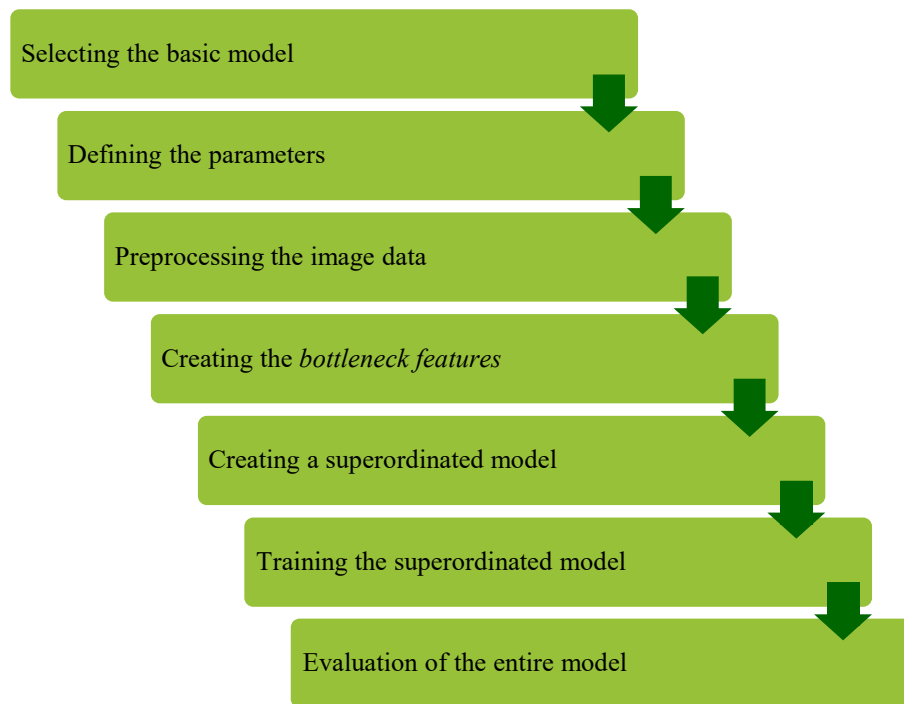 Selecting the basic model
Defining the parameters
Preprocessing the image data
Creating the bottleneck features
Creating a superordinated model
Training the superordinated model
Evaluation of the entire model